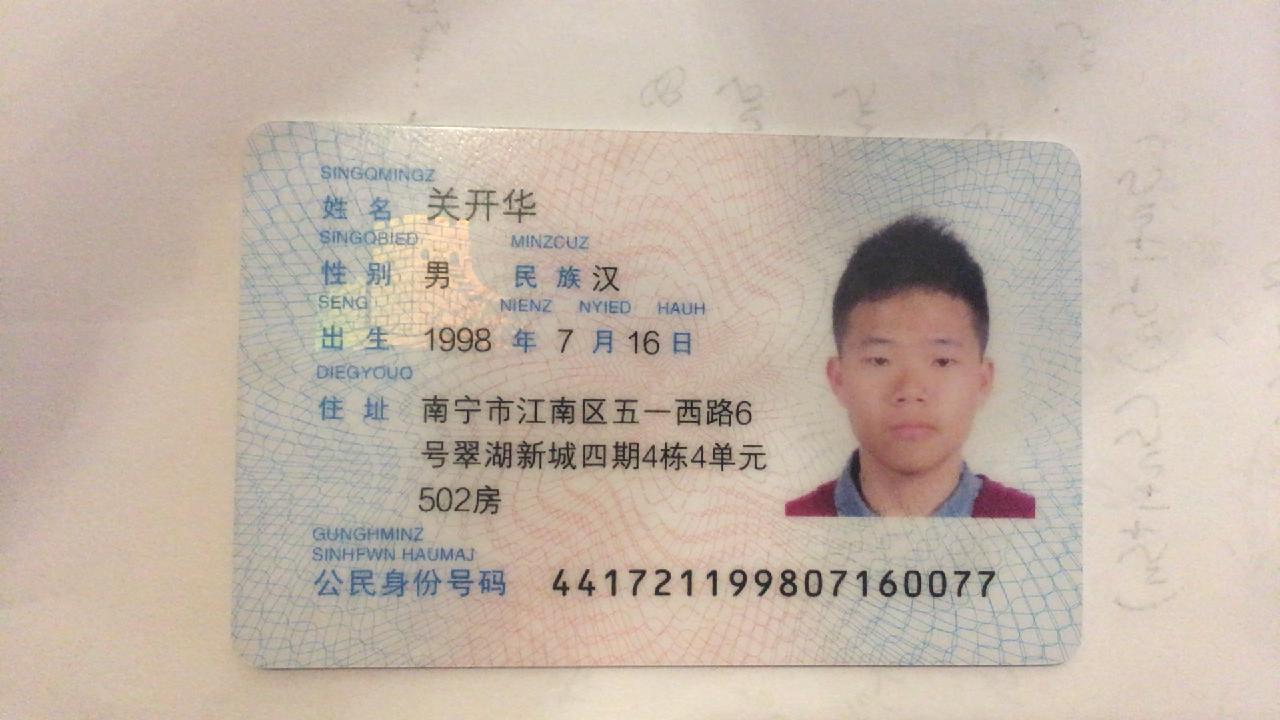 SINGQMINGZ
姓 名 关开华
SINGQBIED MINZCUZ
性 别 男 民 族 汉
SENG NIENZ NYIED HAUH
出 生 1998 年 7 月 16 日
DIEGYOUQ
住 址 南宁市江南区五一西路6
号翠湖新城四期4栋4单元
502房
GUNGHMINZ
SINHFWN HAUMAJ
公民身份号码 441721199807160077